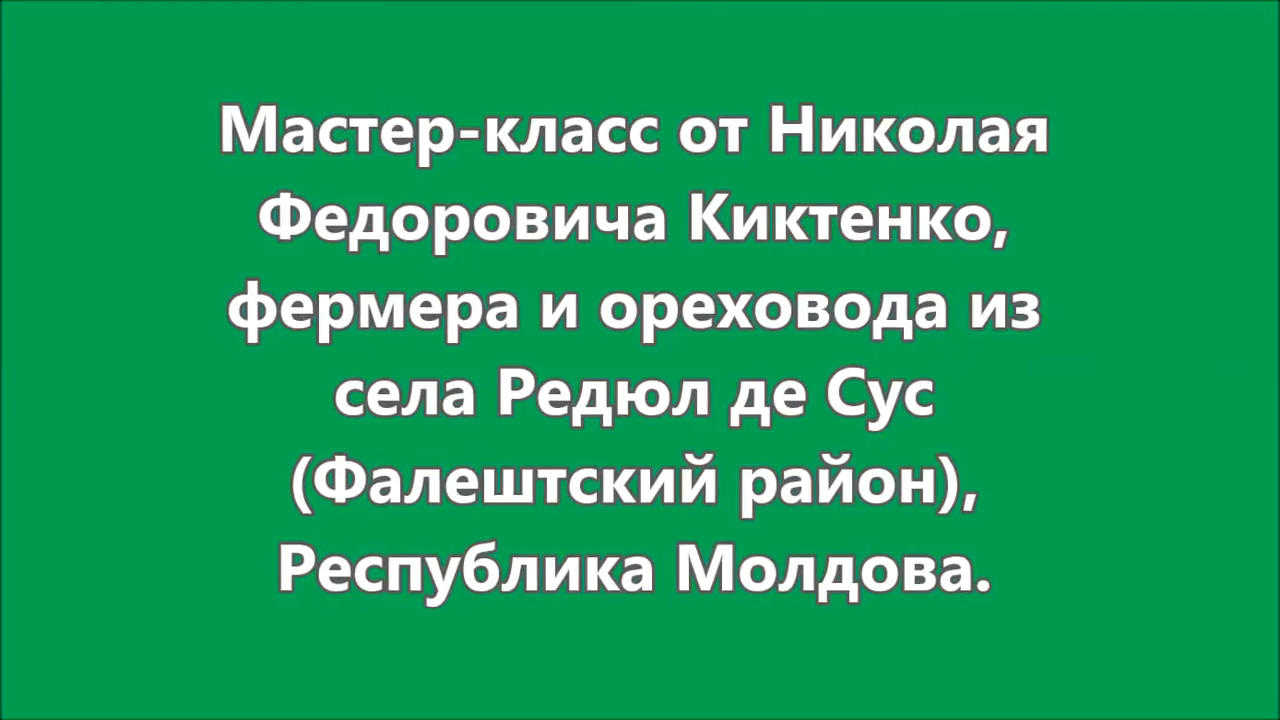 Мастер-класс от Николая
Федоровича Киктенко,
фермера и ореховода из
села Редюл де Сус
(Фалештский район),
Республика Молдова.